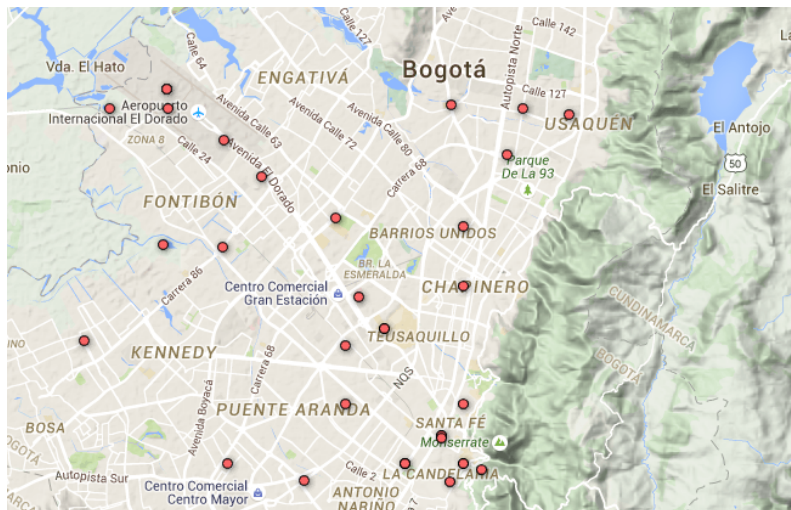 Calle 142
Calle 127
Autopista Norte
Calle 64
Vda. El Hato
ENGATIVÁ
Bogotá
Calle 127
Aeropuerto
Internacional El Dorado
Avenida Calle 63
Avenida Calle 72
Avenida Calle 80
USAQUÉN
El Antojo
ZONA 8
Calle 24
Avenida El Dorado
50
Parque
De La 93
Carrera 68
El Salitre
FONTIBÓN
BARRIOS UNIDOS
BR. LA
ESMERALDA
Carrera 86
Centro Comercial
Gran Estación
CHAPINERO
CUNDINAMARCA
BOGOTÁ
TEUSAQUILLO
KENNEDY
Carrera 68
NQS
Avenida Boyacá
PUENTE ARANDA
BOSA
SANTA FÉ
Monserrate
Autopista Sur
Calle 2
LA CANDELARIA
Centro Comercial
Centro Mayor
ANTONIO
NARIÑO